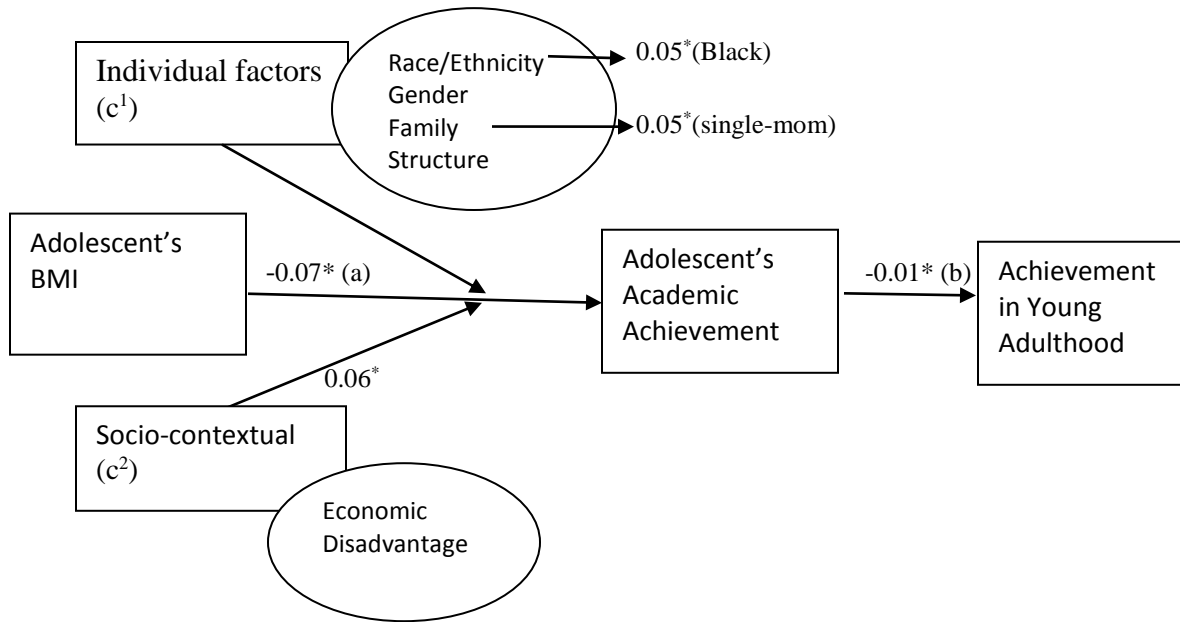 Individual factors
(c¹)
Race/Ethnicity
Gender
Family
Structure
0.05*(Black)
0.05*(single-mom)
Adolescent’s
BMI
-0.07* (a)
Adolescent’s
Academic
Achievement
-0.01* (b)
Achievement
in Young
Adulthood
0.06*
Socio-contextual
(c²)
Economic
Disadvantage